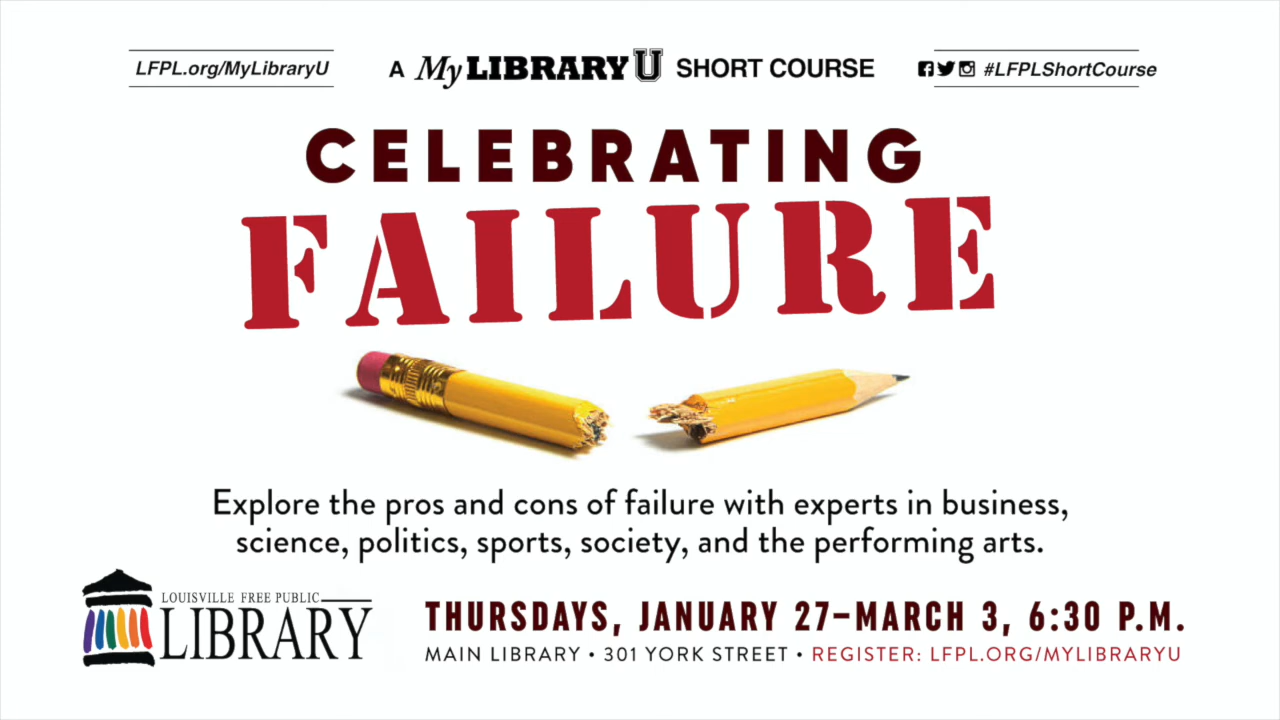 LFPL.org/MyLibraryU
A My LIBRARY U SHORT COURSE
#LFPLShortCourse
CELEBRATING
FAILURE
Explore the pros and cons of failure with experts in business,
science, politics, sports, society, and the performing arts.
LOUISVILLE FREE PUBLIC
LIBRARY
THURSDAYS, JANUARY 27–MARCH 3, 6:30 P.M.
MAIN LIBRARY • 301 YORK STREET • REGISTER: LFPL.ORG/MYLIBRARYU